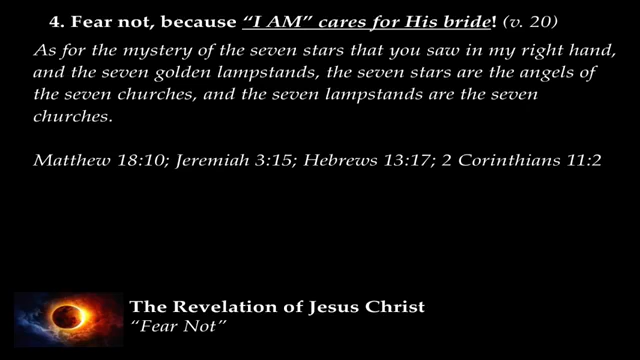 4. Fear not, because “I AM” cares for His bride! (v. 20)
As for the mystery of the seven stars that you saw in my right hand,
and the seven golden lampstands, the seven stars are the angels of
the seven churches, and the seven lampstands are the seven
churches.
Matthew 18:10; Jeremiah 3:15; Hebrews 13:17; 2 Corinthians 11:2
The Revelation of Jesus Christ
“Fear Not”